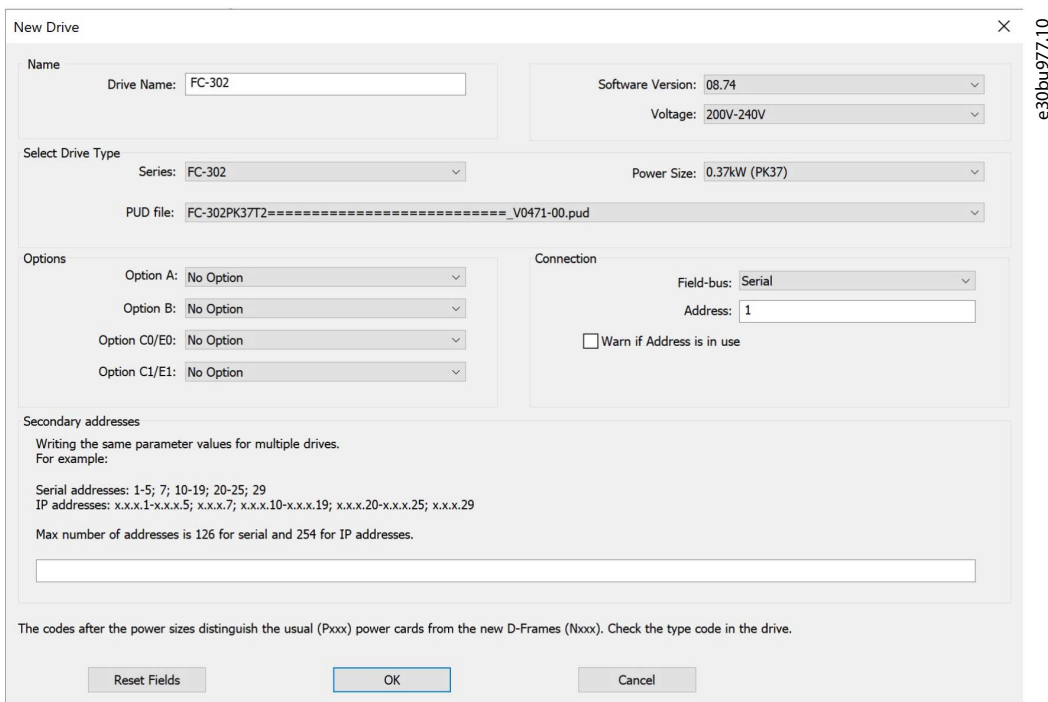 New Drive
Name
Drive Name: FC-302
Software Version: 08.74
Voltage: 200V-240V
Select Drive Type
Series: FC-302
Power Size: 0.37kW (PK37)
PUD file: FC-302PK37T2===========================_V0471-00.pud
Options
Option A: No Option
Option B: No Option
Option C0/E0: No Option
Option C1/E1: No Option
Connection
Field-bus: Serial
Address: 1
Warn if Address is in use
Secondary addresses
Writing the same parameter values for multiple drives.
For example:
Serial addresses: 1-5; 7; 10-19; 20-25; 29
IP addresses: x.x.x.1-x.x.x.5; x.x.x.7; x.x.x.10-x.x.x.19; x.x.x.20-x.x.x.25; x.x.x.29
Max number of addresses is 126 for serial and 254 for IP addresses.
The codes after the power sizes distinguish the usual (Pxxx) power cards from the new D-Frames (Nxxx). Check the type code in the drive.
Reset Fields
OK
Cancel
e30bu977.10